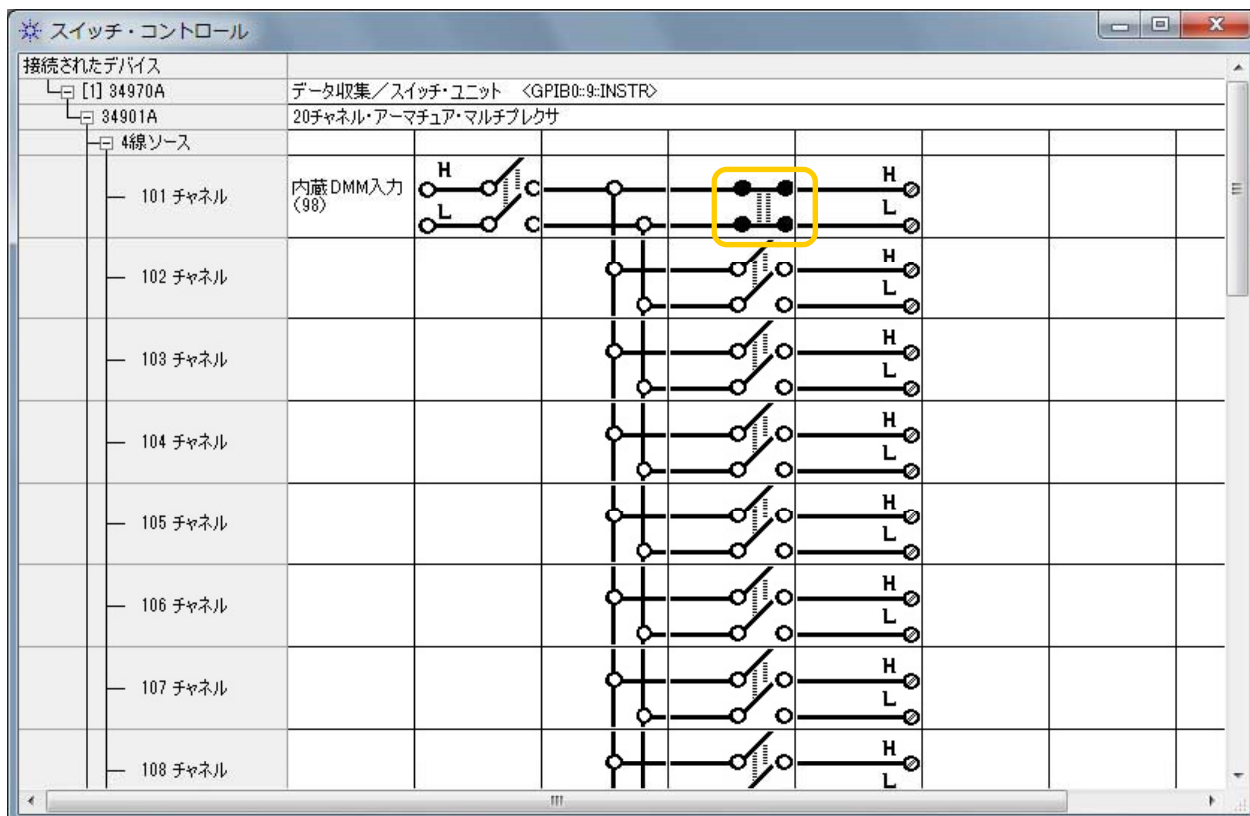 スイッチ・コントロール
接続されたデバイス
[1] 34970A データ収集／スイッチ・ユニット <GPIB0::9::INSTR>
34901A 20チャネル・アーマチュア・マルチプレクサ
4線ソース
101 チャネル 内蔵DMM入力 (98) H L H L
102 チャネル H L
103 チャネル H L
104 チャネル H L
105 チャネル H L
106 チャネル H L
107 チャネル H L
108 チャネル H L